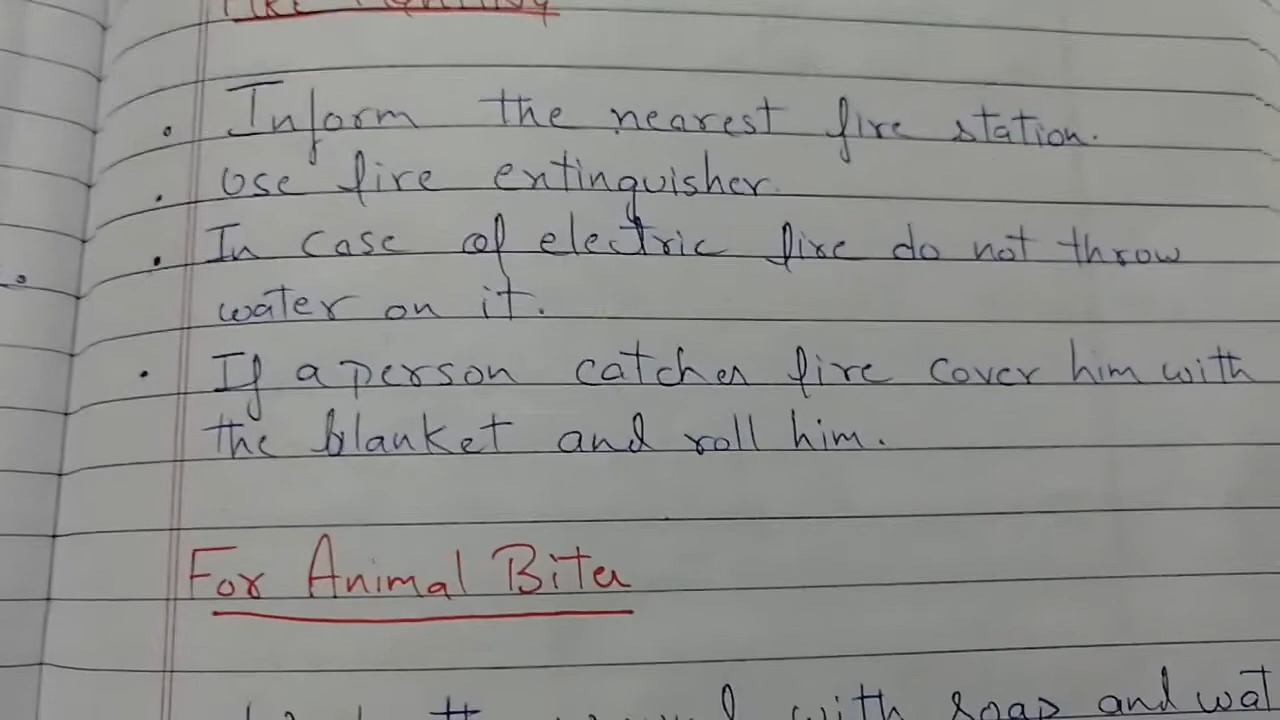 • Inform the nearest fire station.
• Use fire extinguisher.
• In case of electric fire do not throw
water on it.
• If a person catches fire cover him with
the blanket and roll him.
For Animal Bites
with soap and wat